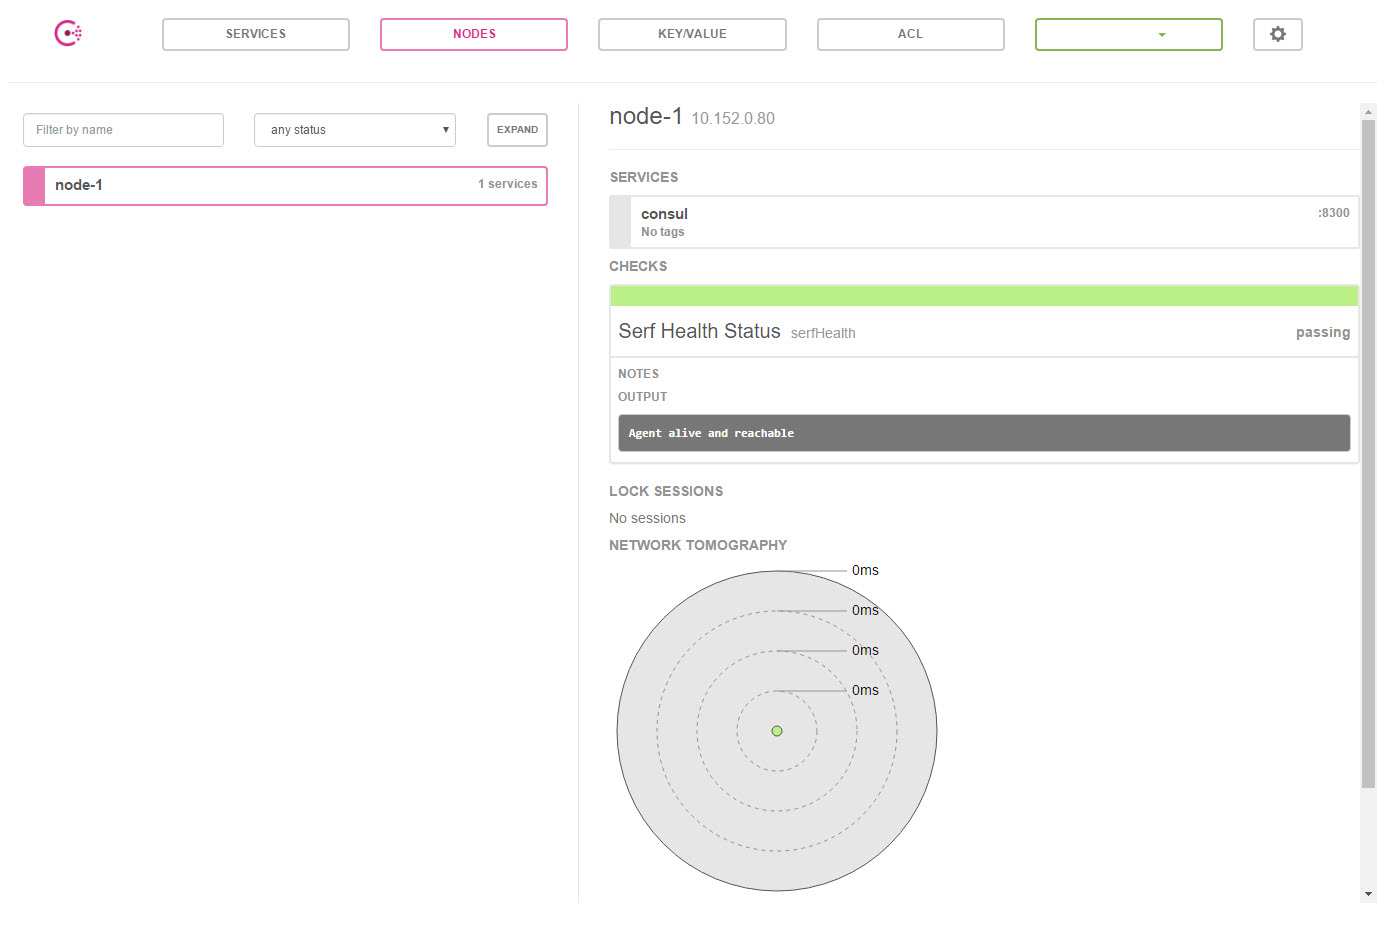 SERVICES NODES KEY/VALUE ACL
Filter by name any status EXPAND
node-1 1 services
node-1 10.152.0.80
SERVICES
consul :8300
No tags
CHECKS
Serf Health Status serfHealth passing
NOTES
OUTPUT
Agent alive and reachable
LOCK SESSIONS
No sessions
NETWORK TOMOGRAPHY
0ms
0ms
0ms
0ms